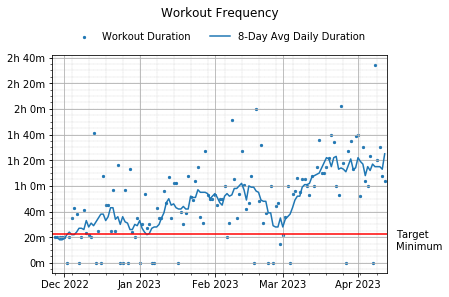 Workout Frequency
Workout Duration
8-Day Avg Daily Duration
2h 40m
2h 20m
2h 0m
1h 40m
1h 20m
1h 0m
40m
20m
0m
Target
Minimum
Dec 2022
Jan 2023
Feb 2023
Mar 2023
Apr 2023